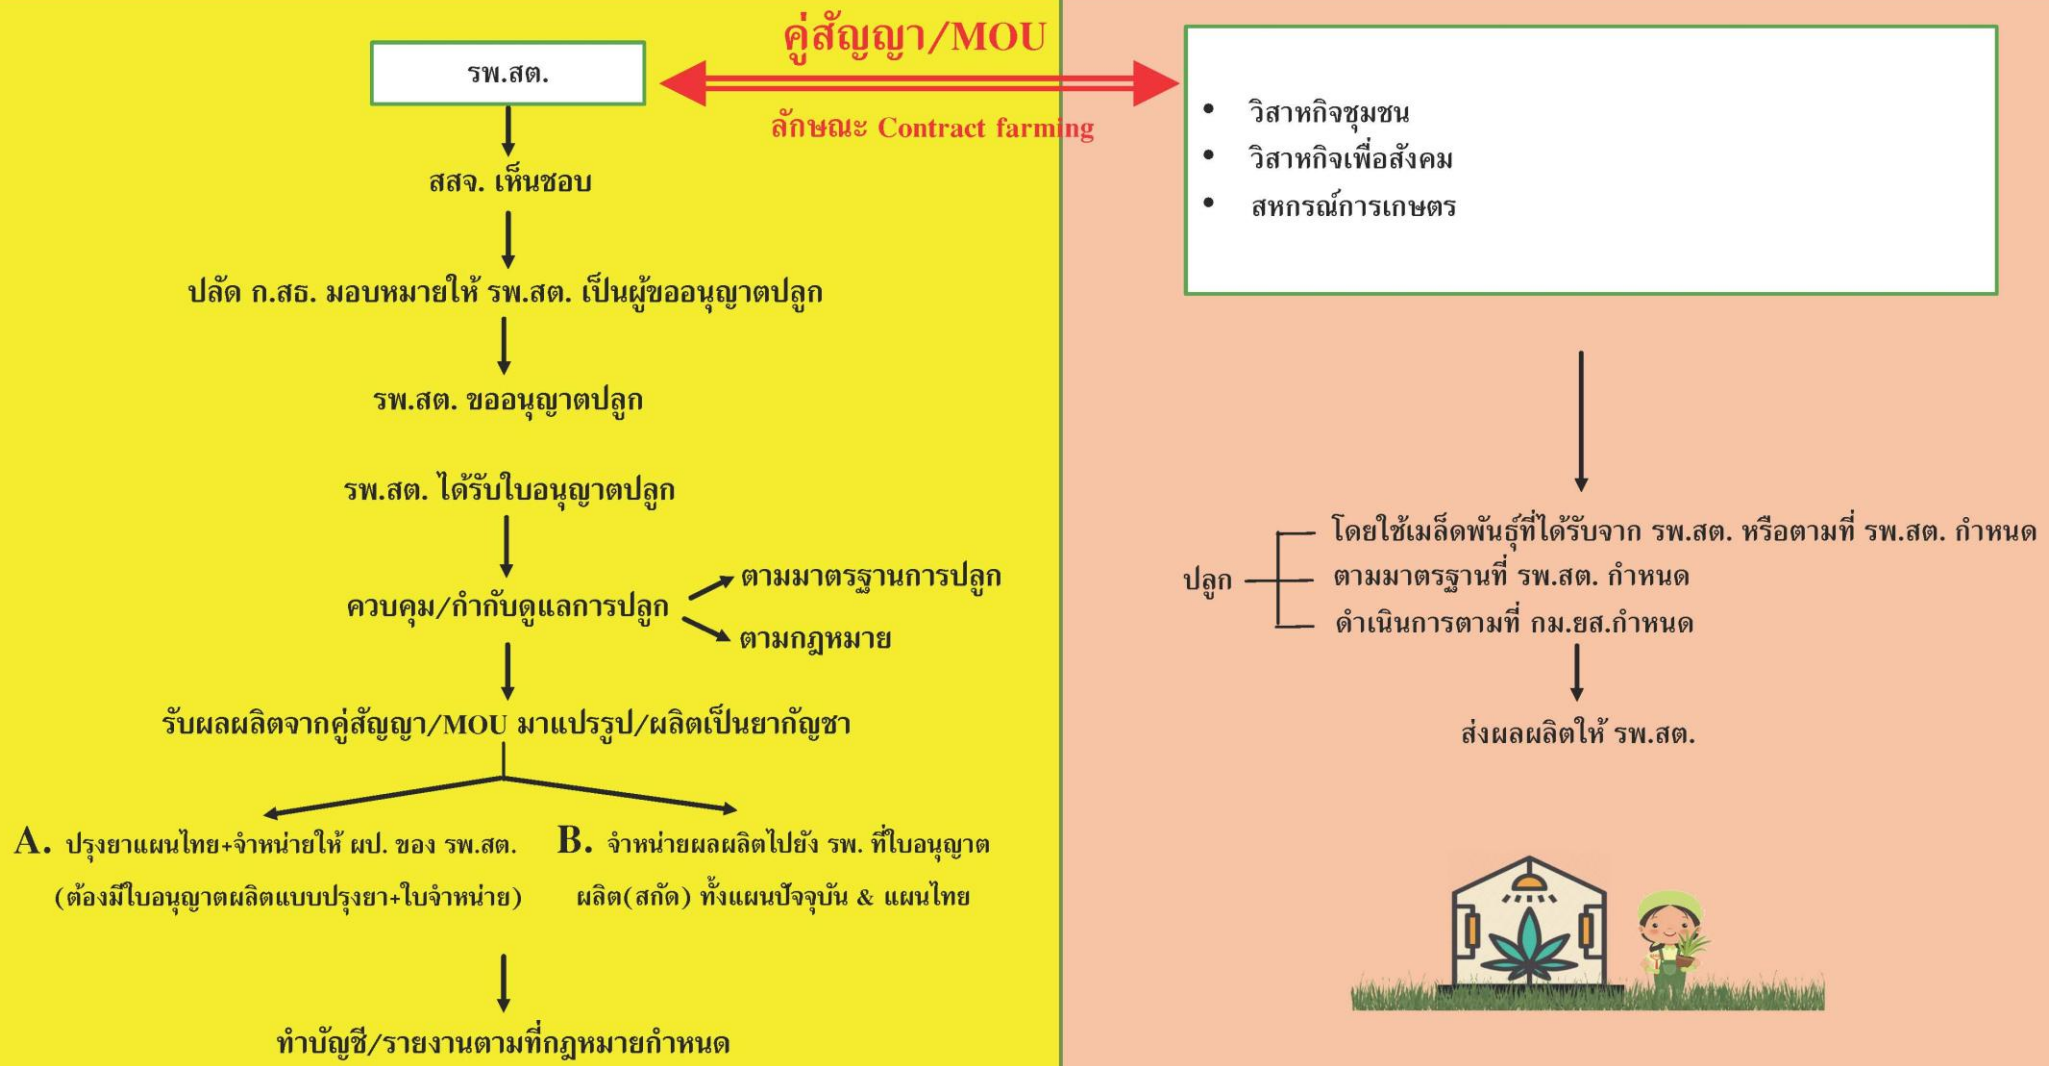 คู่สัญญา/MOU
ลักษณะ Contract farming
รพ.สต.
สสจ. เห็นชอบ
ปลัด ก.สธ. มอบหมายให้ รพ.สต. เป็นผู้ขออนุญาตปลูก
รพ.สต. ขออนุญาตปลูก
รพ.สต. ได้รับใบอนุญาตปลูก
ควบคุม/กำกับดูแลการปลูก
ตามมาตรฐานการปลูก
ตามกฎหมาย
รับผลผลิตจากคู่สัญญา/MOU มาแปรรูป/ผลิตเป็นยากัญชา
A. ปรุงยาแผนไทย+จำหน่ายให้ ผป. ของ รพ.สต.
(ต้องมีใบอนุญาตผลิตแบบปรุงยา+ใบจำหน่าย)
B. จำหน่ายผลผลิตไปยัง รพ. ที่ใบอนุญาต
ผลิต(สกัด) ทั้งแผนปัจจุบัน & แผนไทย
ทำบัญชี/รายงานตามที่กฎหมายกำหนด
• วิสาหกิจชุมชน
• วิสาหกิจเพื่อสังคม
• สหกรณ์การเกษตร
ปลูก
โดยใช้เมล็ดพันธุ์ที่ได้รับจาก รพ.สต. หรือตามที่ รพ.สต. กำหนด
ตามมาตรฐานที่ รพ.สต. กำหนด
ดำเนินการตามที่ กม.ยส.กำหนด
ส่งผลผลิตให้ รพ.สต.